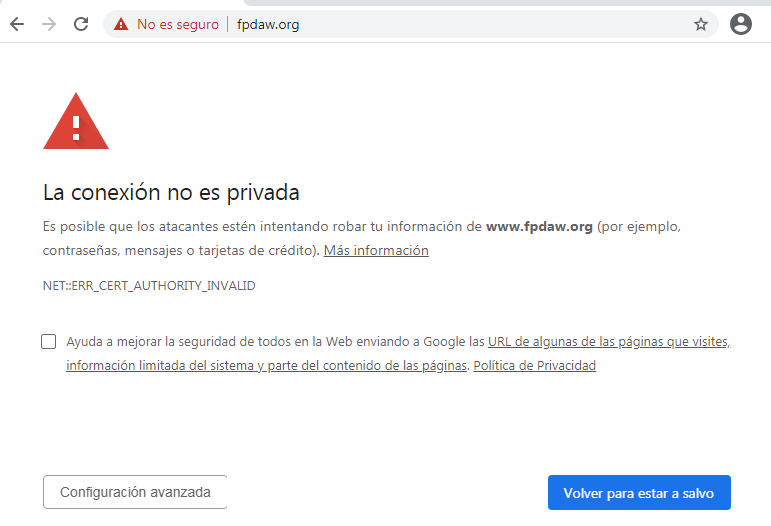 No es seguro | fpdaw.org
La conexión no es privada
Es posible que los atacantes estén intentando robar tu información de www.fpdaw.org (por ejemplo,
contraseñas, mensajes o tarjetas de crédito). Más información
NET::ERR_CERT_AUTHORITY_INVALID
Ayuda a mejorar la seguridad de todos en la Web enviando a Google las URL de algunas de las páginas que visites,
información limitada del sistema y parte del contenido de las páginas. Política de Privacidad
Configuración avanzada
Volver para estar a salvo